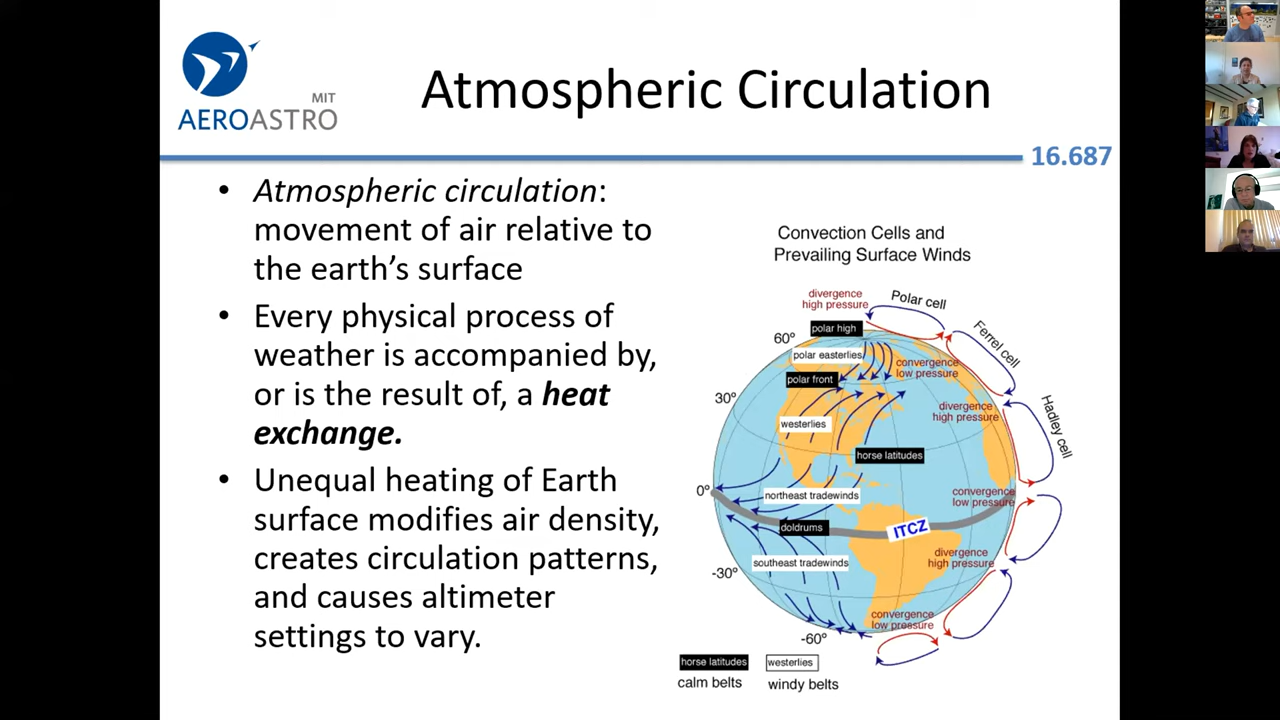 MIT
AEROASTRO
Atmospheric Circulation
16.687
• Atmospheric circulation:
movement of air relative to
the earth’s surface
• Every physical process of
weather is accompanied by,
or is the result of, a heat
exchange.
• Unequal heating of Earth
surface modifies air density,
creates circulation patterns,
and causes altimeter
settings to vary.
Convection Cells and
Prevailing Surface Winds
divergence
high pressure
Polar cell
polar high
Ferrel cell
60º
polar easterlies
convergence
low pressure
polar front
30º
divergence
high pressure
Hadley cell
westerlies
horse latitudes
0º
northeast tradewinds
convergence
low pressure
doldrums
ITCZ
southeast tradewinds
divergence
high pressure
-30º
convergence
low pressure
-60º
horse latitudes
westerlies
calm belts
windy belts